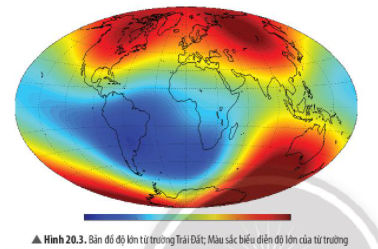 ▲ Hình 20.3. Bản đồ độ lớn từ trường Trái Đất; Màu sắc biểu diễn độ lớn của từ trường